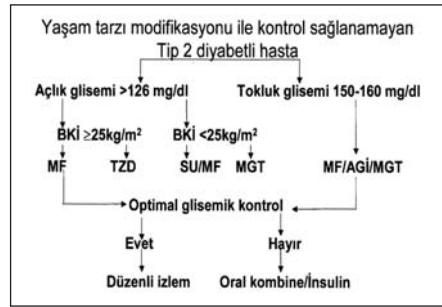 Yaşam tarzı modifikasyonu ile kontrol sağlanamayan
Tip 2 diyabetli hasta
Açlık glisemi >126 mg/dl Tokluk glisemi 150-160 mg/dl
BKİ ≥25kg/m² BKİ <25kg/m²
MF TZD SU/MF MGT MF/AGİ/MGT
Optimal glisemik kontrol
Evet Hayır
Düzenli izlem Oral kombine/İnsulin